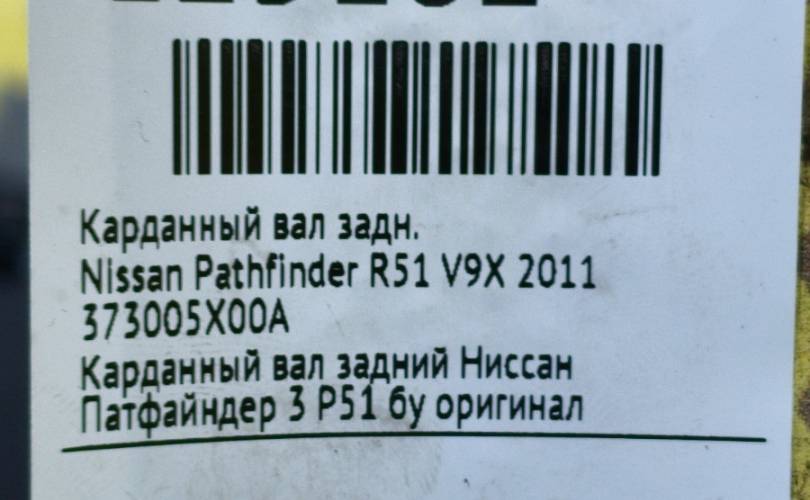 Карданный вал задн.
Nissan Pathfinder R51 V9X 2011
373005X00A
Карданный вал задний Ниссан
Патфайндер 3 Р51 бу оригинал